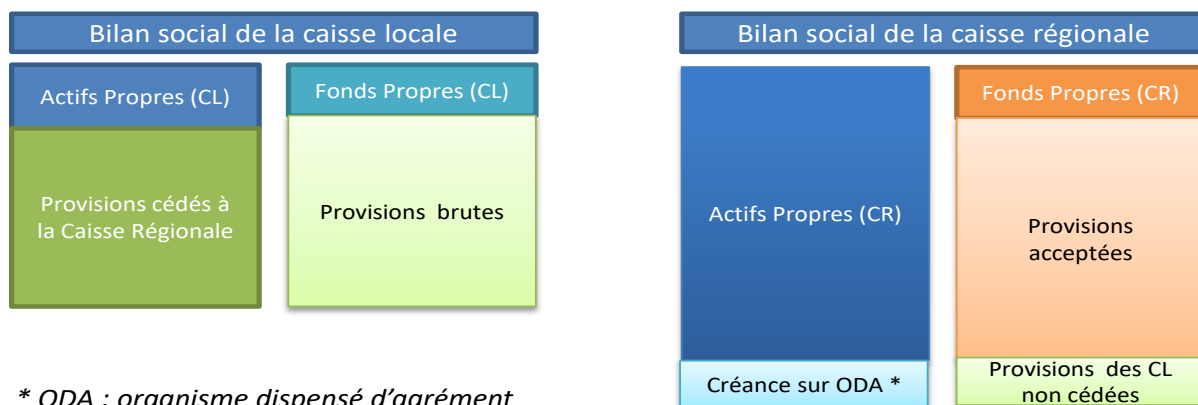 Bilan social de la caisse locale
Actifs Propres (CL)
Fonds Propres (CL)
Provisions cédés à
la Caisse Régionale
Provisions brutes
* ODA : organisme dispensé d'agrément
Bilan social de la caisse régionale
Actifs Propres (CR)
Fonds Propres (CR)
Provisions
acceptées
Créance sur ODA *
Provisions des CL
non cédées